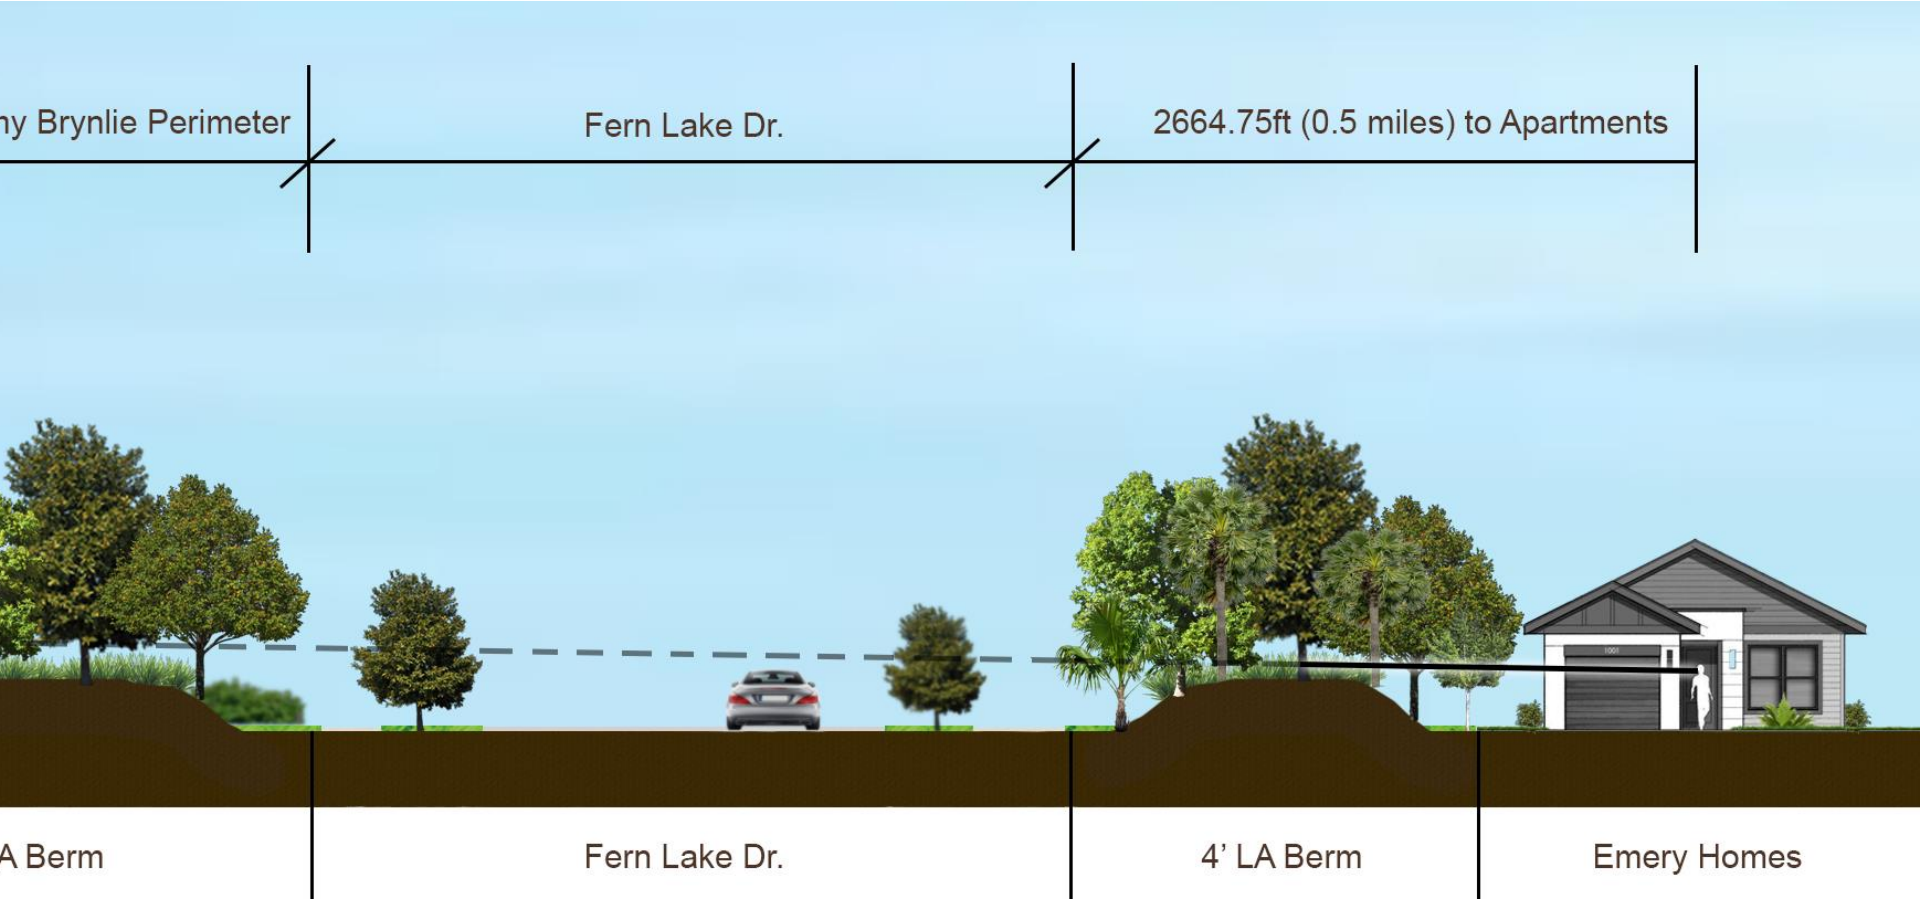 ny Brynlie Perimeter
Fern Lake Dr.
2664.75ft (0.5 miles) to Apartments
1001
A Berm
Fern Lake Dr.
4’ LA Berm
Emery Homes